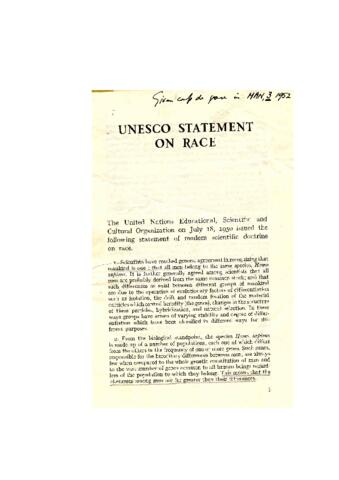 in MAN, 3 1952
UNESCO STATEMENT
ON RACE
The United Nations Educational, Scientific and
Cultural Organization on July 18, 1950 issued the
following statement of modern scientific doctrine
on race.
1. Scientists have reached general agreement in recognizing that
mankind is one : that all men belong to the same species, Homo
sapiens. It is further generally agreed among scientists that all
men are probably derived from the same common stock; and that
such differences as exist between different groups of mankind
are due to the operation of evolutionary factors of differentiation
such as isolation, the drift and random fixation of the material
particles which control heredity (the genes), changes in the structure
of these particles, hybridization, and natural selection. In these
ways groups have arisen of varying stability and degree of differ-
entiation which have been classified in different ways for dif-
ferent purposes.
2. From the biological standpoint, the species Homo sapiens
is made up of a number of populations, each one of which differs
from the others in the frequency of one or more genes. Such genes,
responsible for the hereditary differences between men, are always
few when compared to the whole genetic constitution of man and
to the vast number of genes common to all human beings regard-
less of the population to which they belong. This means that the
likenesses among men are far greater than their differences.